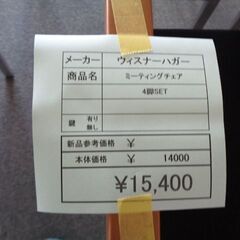 メーカー ウィスナーハガー
商品名 ミーティングチェア
4脚SET
鍵 有り
無し
新品参考価格 ¥
本体価格 ¥ 14000
¥15,400